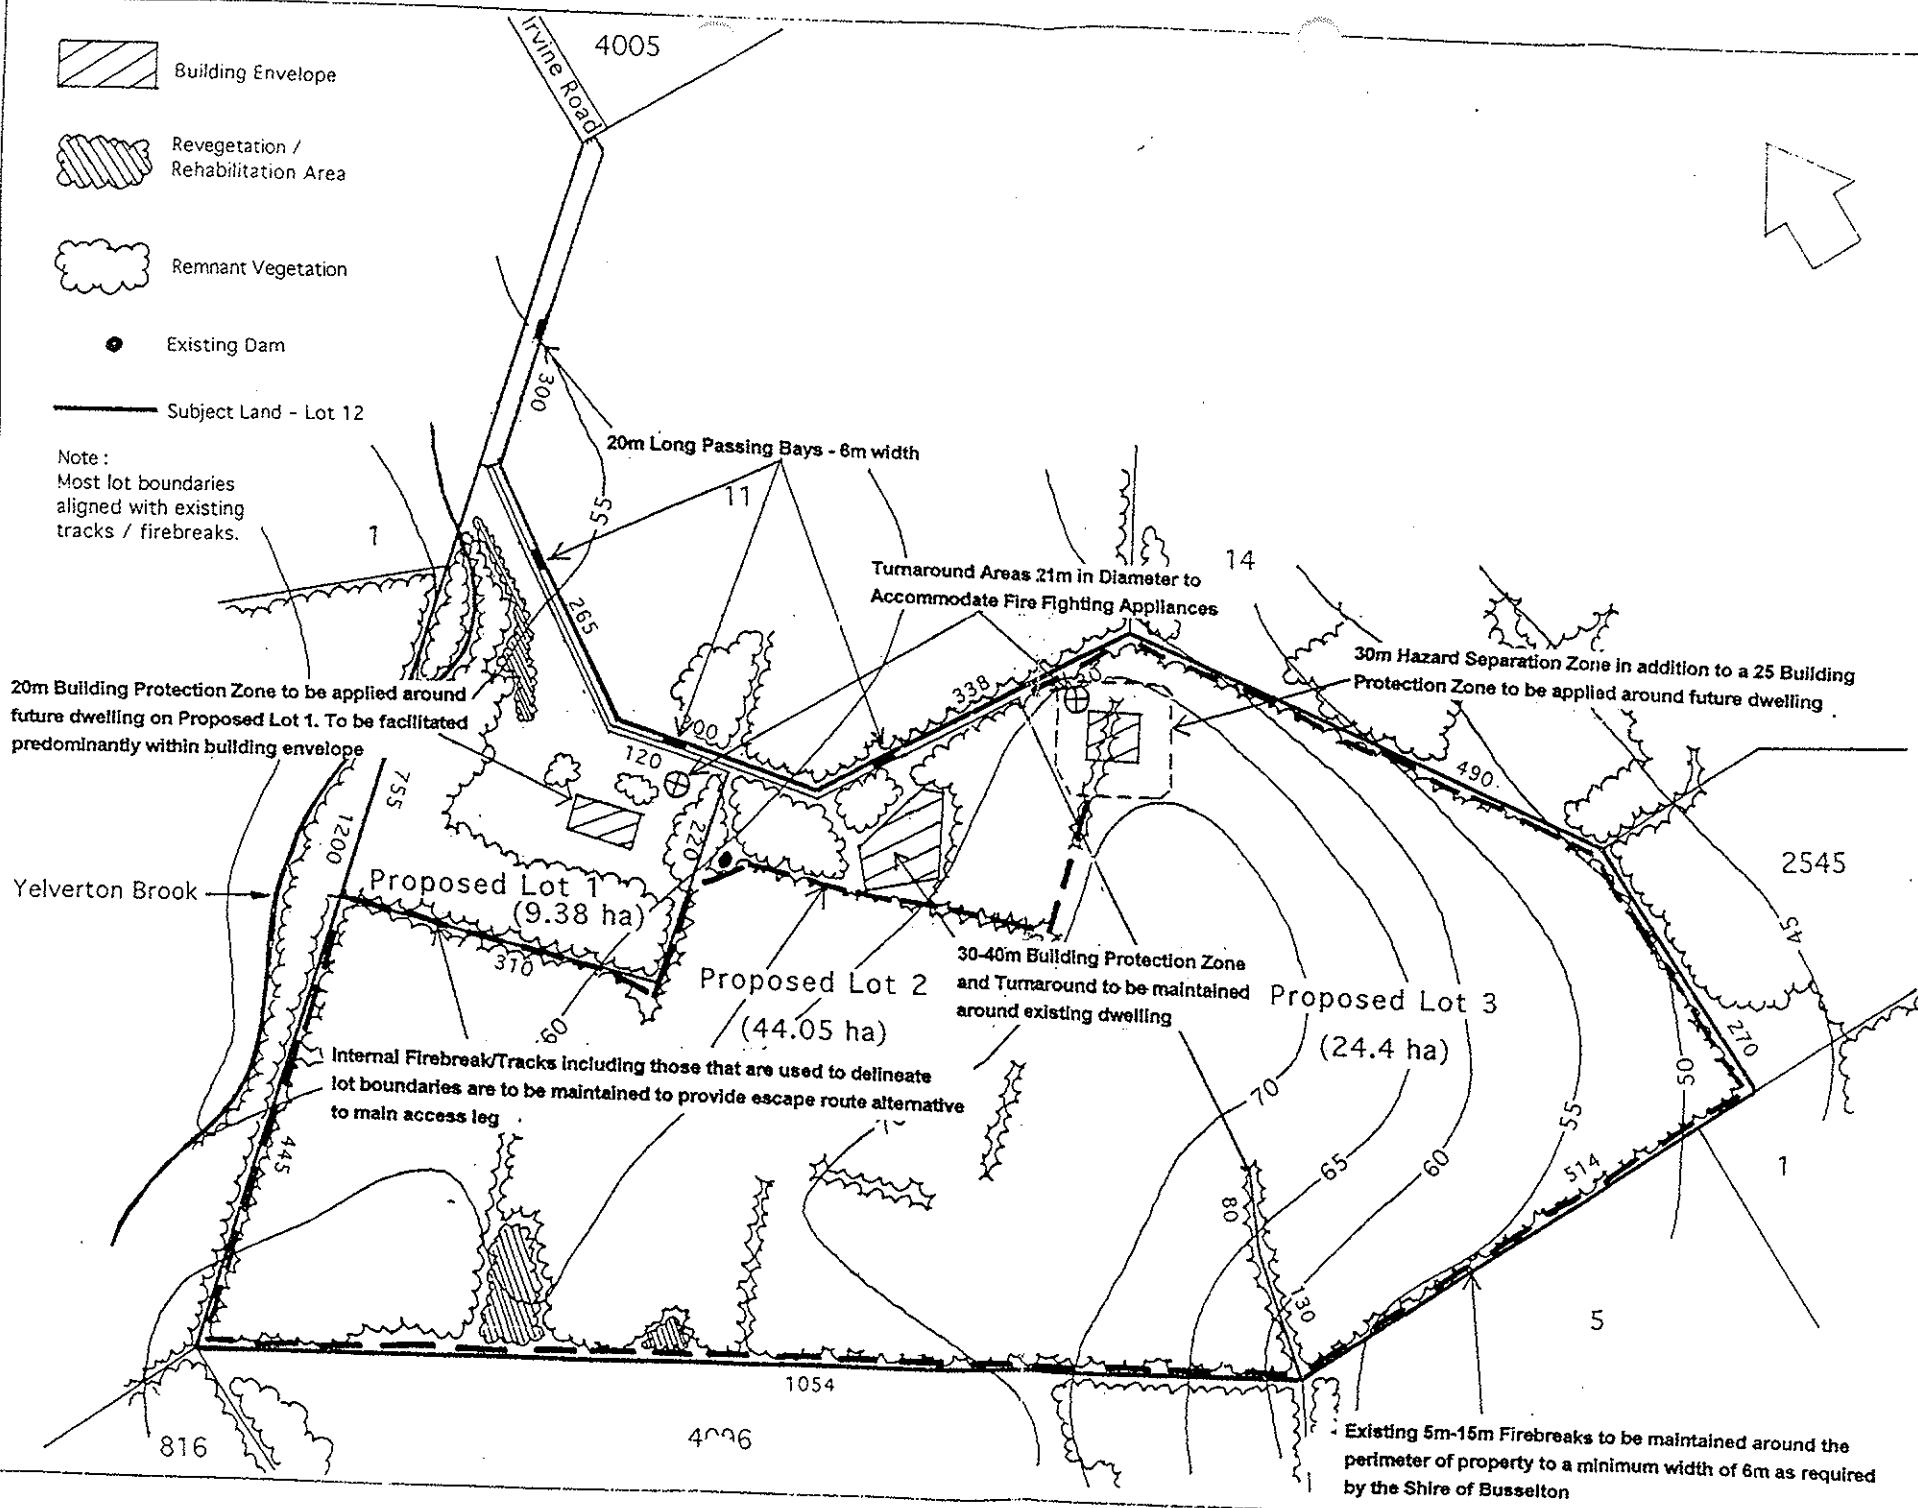 Irvine Road
4005
Building Envelope
Revegetation /
Rehabilitation Area
Remnant Vegetation
Existing Dam
Subject Land - Lot 12
Note :
Most lot boundaries
aligned with existing
tracks / firebreaks.
300
20m Long Passing Bays - 6m width
11
55
1
14
Turnaround Areas 21m in Diameter to
Accommodate Fire Fighting Appliances
265
30m Hazard Separation Zone in addition to a 25 Building
Protection Zone to be applied around future dwelling
20m Building Protection Zone to be applied around
future dwelling on Proposed Lot 1. To be facilitated
predominantly within building envelope
338
120
490
755
1200
220
2545
Yelverton Brook
Proposed Lot 1
(9.38 ha)
45
310
30-40m Building Protection Zone
and Turnaround to be maintained
around existing dwelling
Proposed Lot 2
(44.05 ha)
Proposed Lot 3
(24.4 ha)
60
270
50
Internal Firebreak/Tracks including those that are used to delineate
lot boundaries are to be maintained to provide escape route alternative
to main access leg
70
55
445
65
60
514
1
80
130
5
1054
816
Existing 5m-15m Firebreaks to be maintained around the
perimeter of property to a minimum width of 6m as required
by the Shire of Busselton